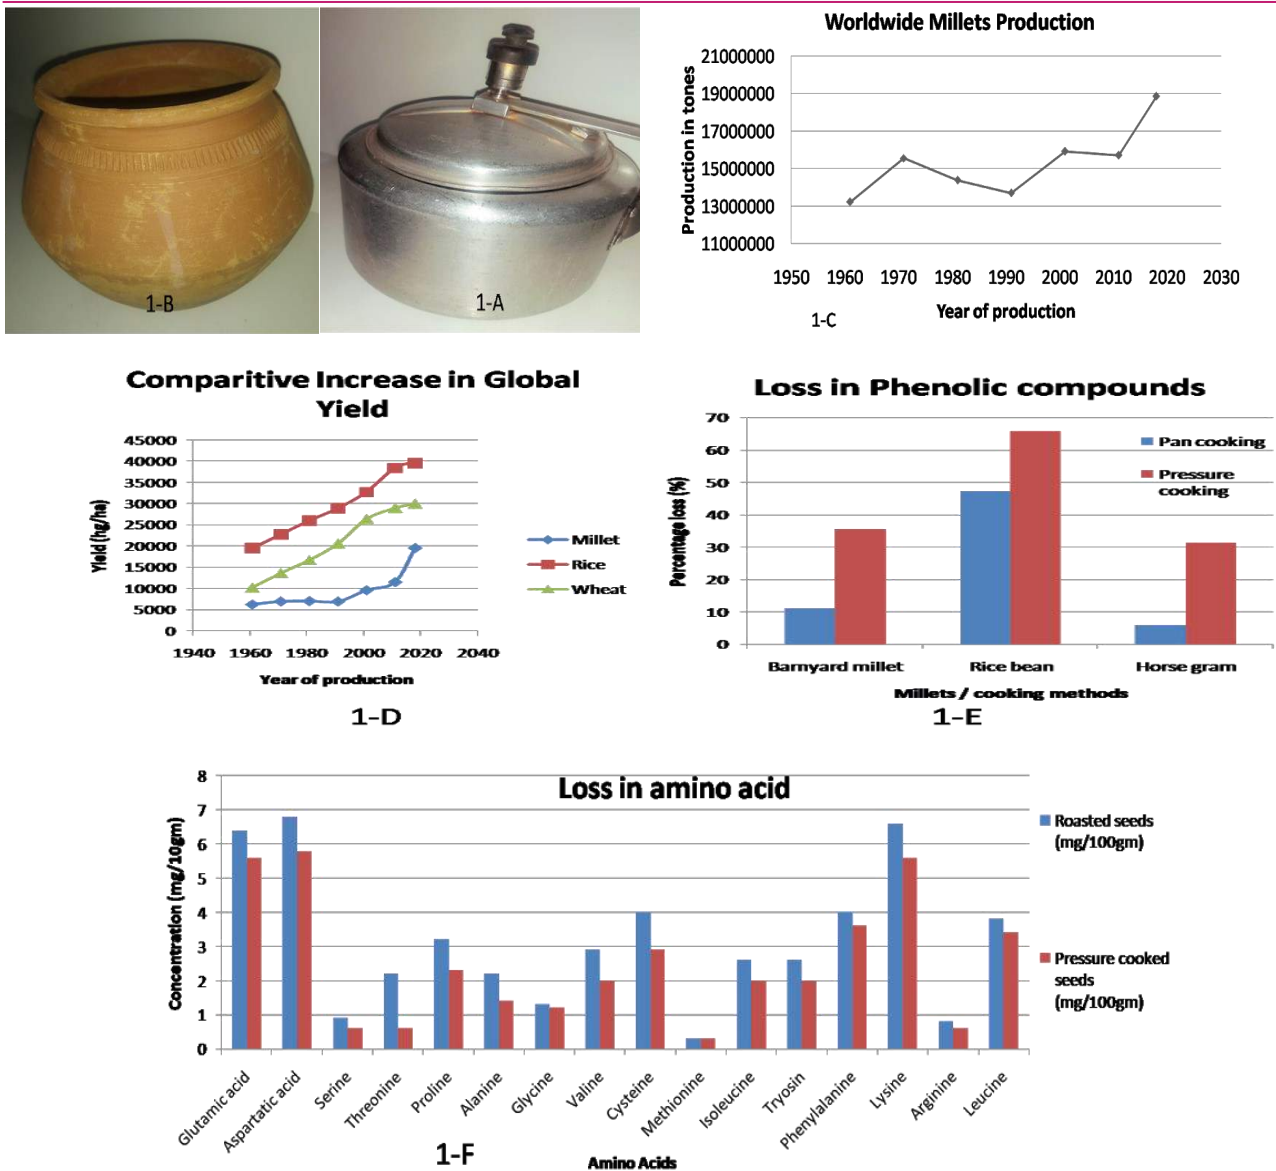 1-B
1-A
Worldwide Millets Production
Production in tones
21000000
19000000
17000000
15000000
13000000
11000000
1950 1960 1970 1980 1990 2000 2010 2020 2030
Year of production
1-C
Comparitive Increase in Global
Yield
Yield (hg/ha)
45000
40000
35000
30000
25000
20000
15000
10000
5000
0
1940 1960 1980 2000 2020 2040
Year of production
Millet
Rice
Wheat
1-D
Loss in Phenolic compounds
Percentage loss (%)
70
60
50
40
30
20
10
0
Pan cooking
Pressure
cooking
Barnyard millet Rice bean Horse gram
Millets / cooking methods
1-E
Loss in amino acid
Concentration (mg/10gm)
8
7
6
5
4
3
2
1
0
Roasted seeds
(mg/100gm)
Pressure cooked
seeds
(mg/100gm)
Glutamic acid
Aspartatic acid
Serine
Threonine
Proline
Alanine
Glycine
Valine
Cysteine
Methionine
Isoleucine
Tryosin
Phenylalanine
Lysine
Arginine
Leucine
1-F
Amino Acids